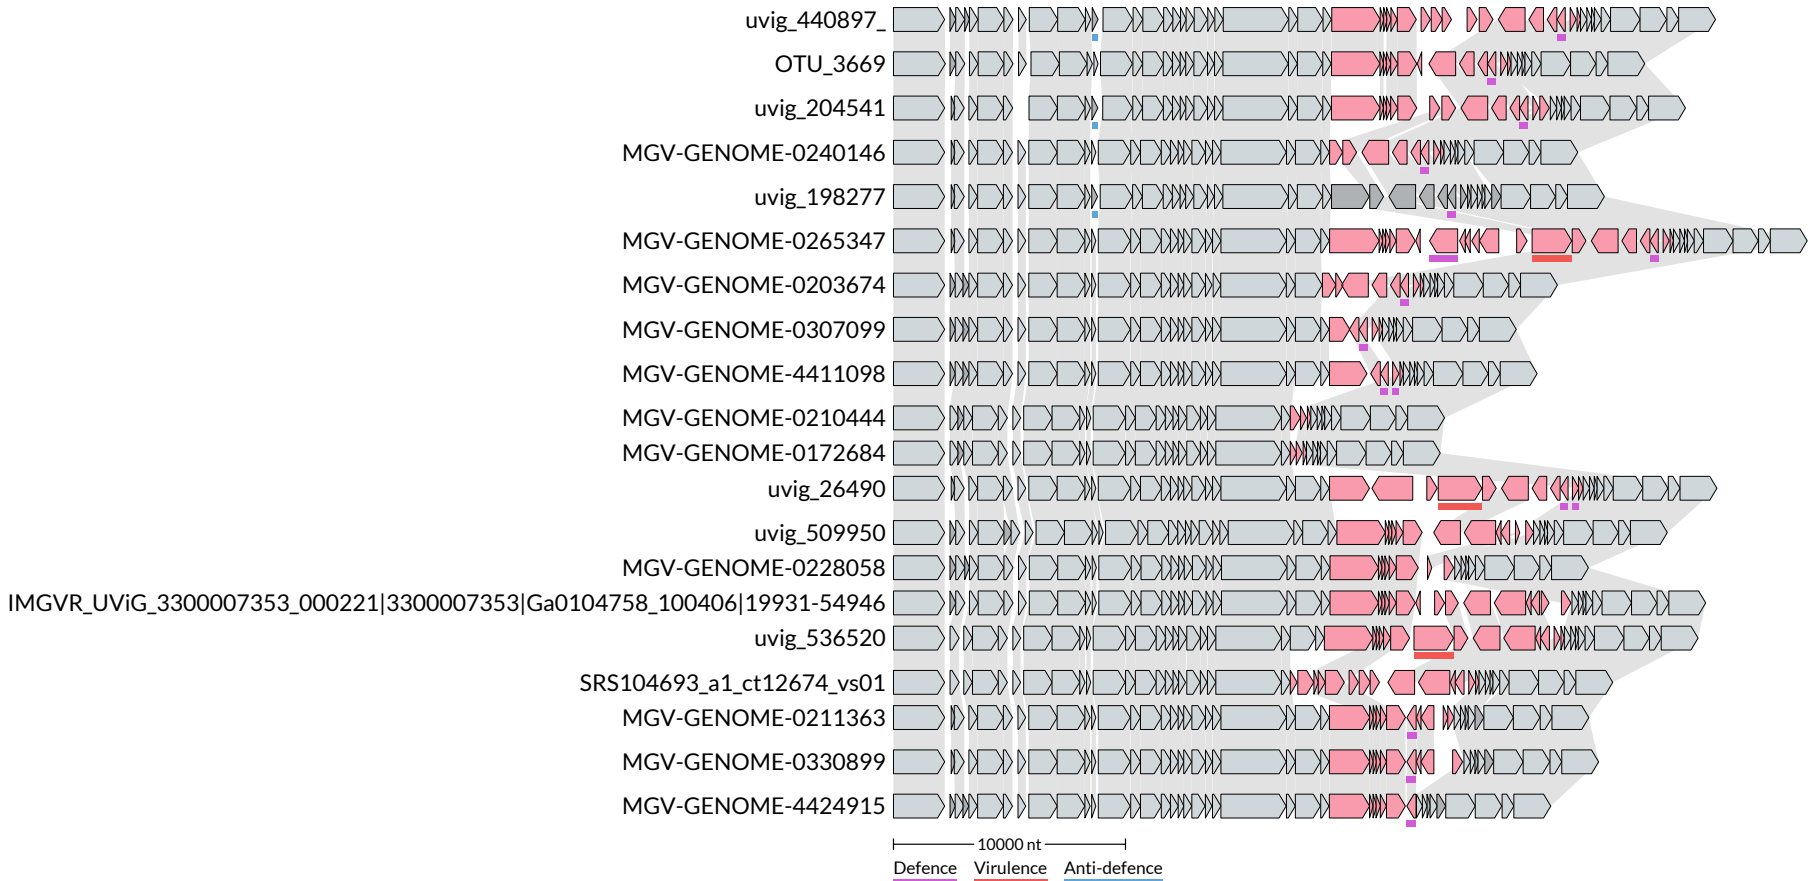 uvig_440897_
OTU_3669
uvig_204541
MGV-GENOME-0240146
uvig_198277
MGV-GENOME-0265347
MGV-GENOME-0203674
MGV-GENOME-0307099
MGV-GENOME-4411098
MGV-GENOME-0210444
MGV-GENOME-0172684
uvig_26490
uvig_509950
MGV-GENOME-0228058
IMGVR_UViG_3300007353_000221|3300007353|Ga0104758_100406|19931-54946
uvig_536520
SRS104693_a1_ct12674_vs01
MGV-GENOME-0211363
MGV-GENOME-0330899
MGV-GENOME-4424915
10000 nt
Defence Virulence Anti-defence